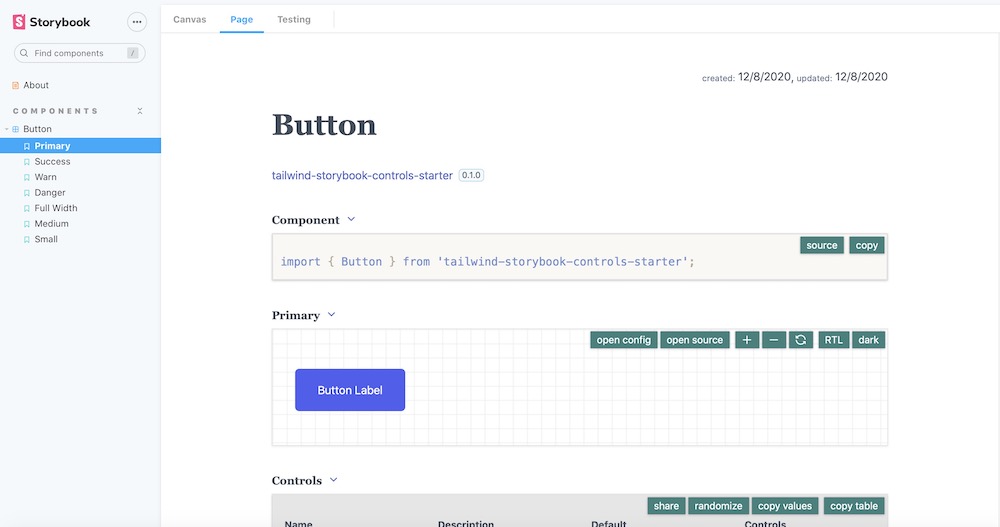 Storybook
Find components /
About
COMPONENTS
Button
Primary
Success
Warn
Danger
Full Width
Medium
Small
Canvas Page Testing
created: 12/8/2020, updated: 12/8/2020
Button
tailwind-storybook-controls-starter 0.1.0
Component
source copy
import { Button } from 'tailwind-storybook-controls-starter';
Primary
open config open source + − RTL dark
Button Label
Controls
share randomize copy values copy table
Name Description Default Controls